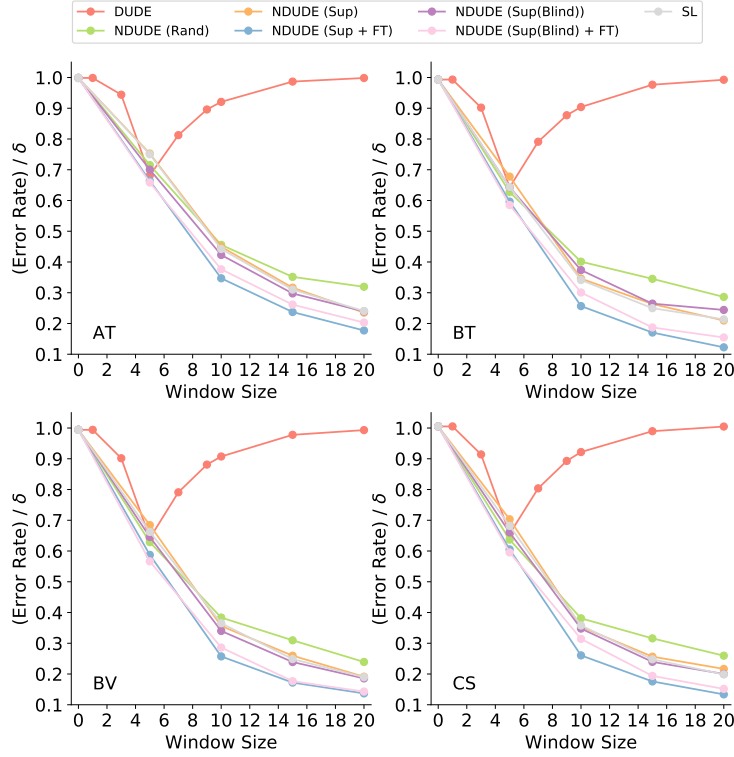 DUDE NDUDE (Sup) NDUDE (Sup(Blind)) SL
NDUDE (Rand) NDUDE (Sup + FT) NDUDE (Sup(Blind) + FT)
1.0
0.9
0.8
0.7
0.6
0.5
0.4
0.3
0.2
0.1
(Error Rate) / δ
AT
0 2 4 6 8 10 12 14 16 18 20
Window Size
1.0
0.9
0.8
0.7
0.6
0.5
0.4
0.3
0.2
0.1
(Error Rate) / δ
BT
0 2 4 6 8 10 12 14 16 18 20
Window Size
1.0
0.9
0.8
0.7
0.6
0.5
0.4
0.3
0.2
0.1
(Error Rate) / δ
BV
0 2 4 6 8 10 12 14 16 18 20
Window Size
1.0
0.9
0.8
0.7
0.6
0.5
0.4
0.3
0.2
0.1
(Error Rate) / δ
CS
0 2 4 6 8 10 12 14 16 18 20
Window Size